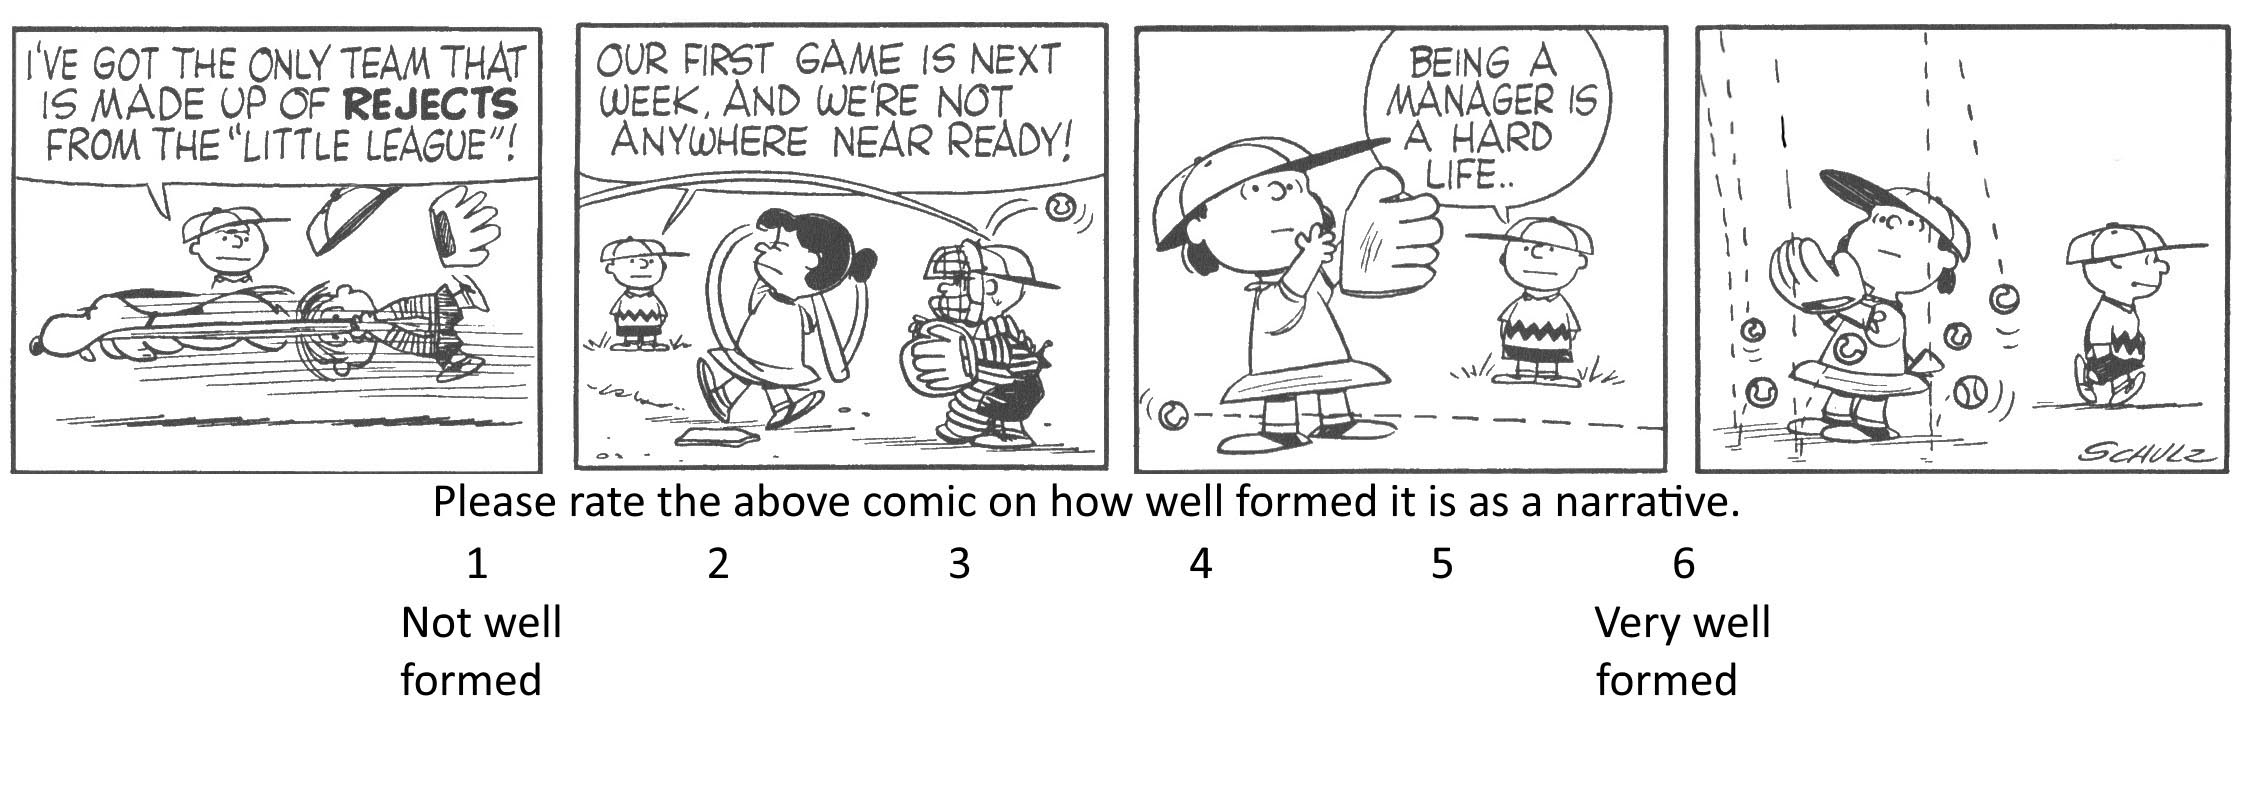 I'VE GOT THE ONLY TEAM THAT
IS MADE UP OF REJECTS
FROM THE "LITTLE LEAGUE"!
OUR FIRST GAME IS NEXT
WEEK, AND WE'RE NOT
ANYWHERE NEAR READY!
BEING A
MANAGER IS
A HARD
LIFE..
SCHULZ
Please rate the above comic on how well formed it is as a narrative.
1 2 3 4 5 6
Not well
formed
Very well
formed